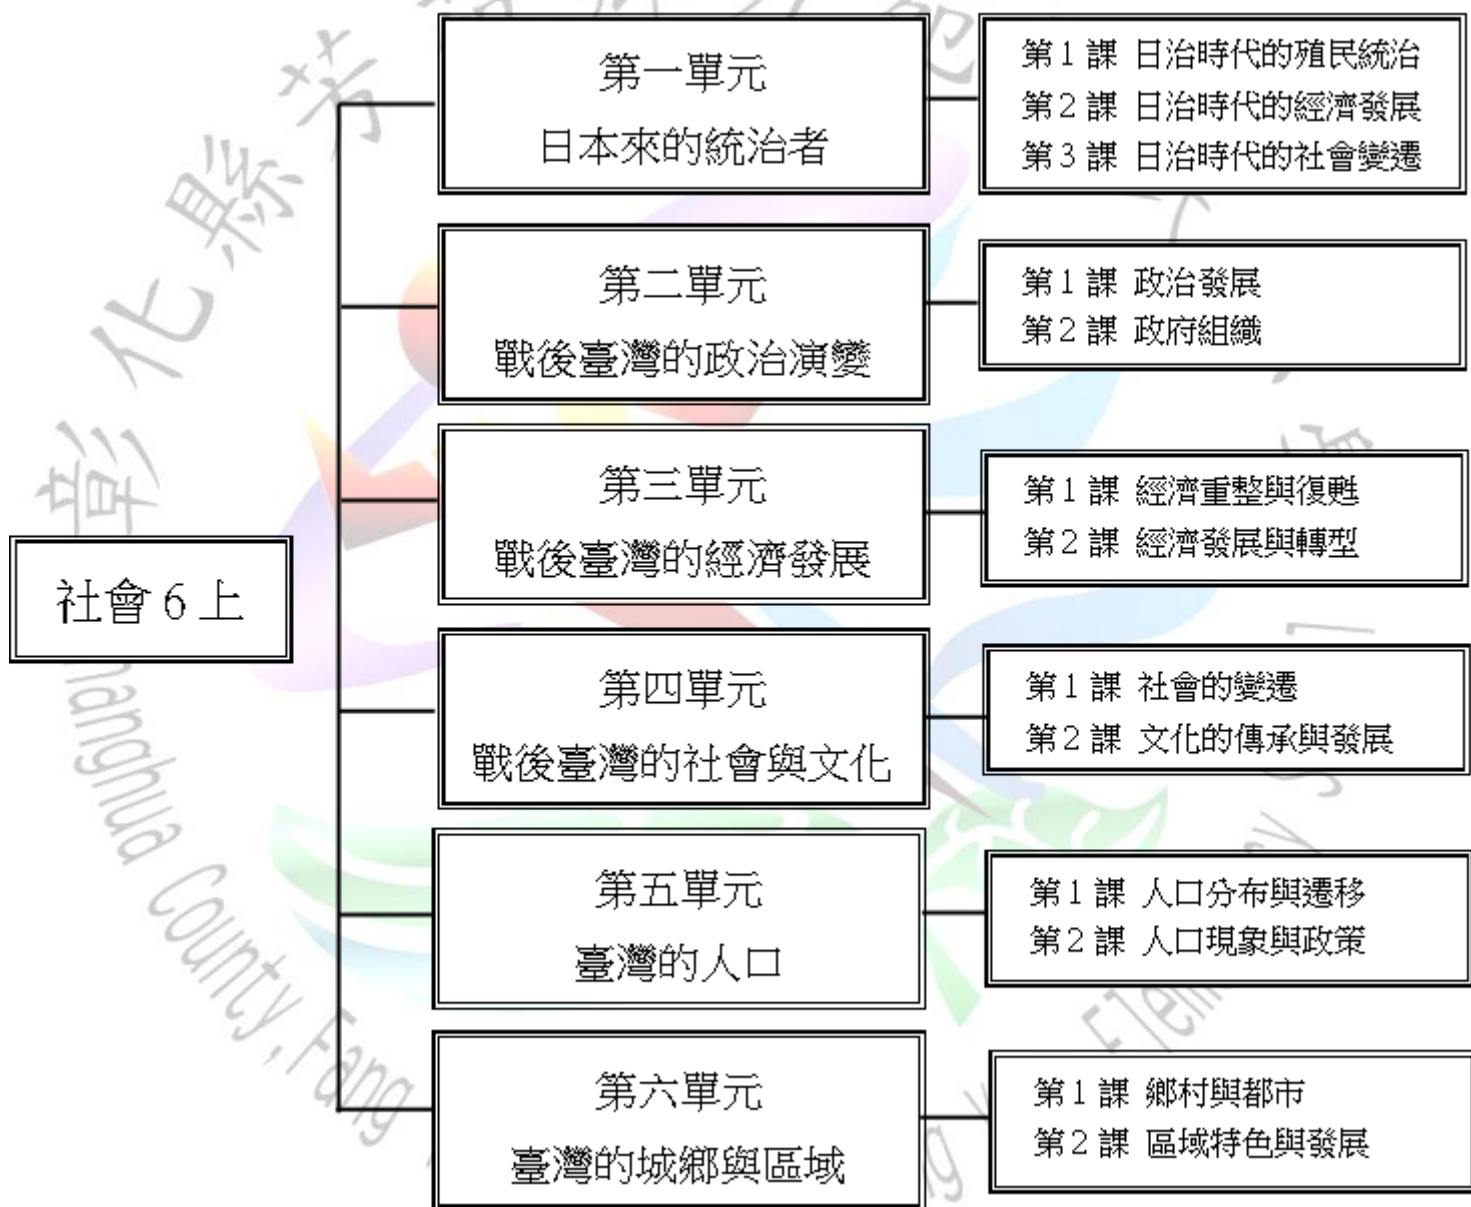 社會6上
第一單元
日本來的統治者
第1課 日治時代的殖民統治
第2課 日治時代的經濟發展
第3課 日治時代的社會變遷
第二單元
戰後臺灣的政治演變
第1課 政治發展
第2課 政府組織
第三單元
戰後臺灣的經濟發展
第1課 經濟重整與復甦
第2課 經濟發展與轉型
第四單元
戰後臺灣的社會與文化
第1課 社會的變遷
第2課 文化的傳承與發展
第五單元
臺灣的人口
第1課 人口分布與遷移
第2課 人口現象與政策
第六單元
臺灣的城鄉與區域
第1課 鄉村與都市
第2課 區域特色與發展
彰化縣芳
County, Fang